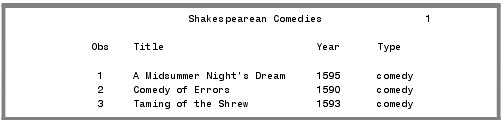 Shakespearean Comedies 1
Obs Title Year Type
1 A Midsummer Night's Dream 1595 comedy
2 Comedy of Errors 1590 comedy
3 Taming of the Shrew 1593 comedy